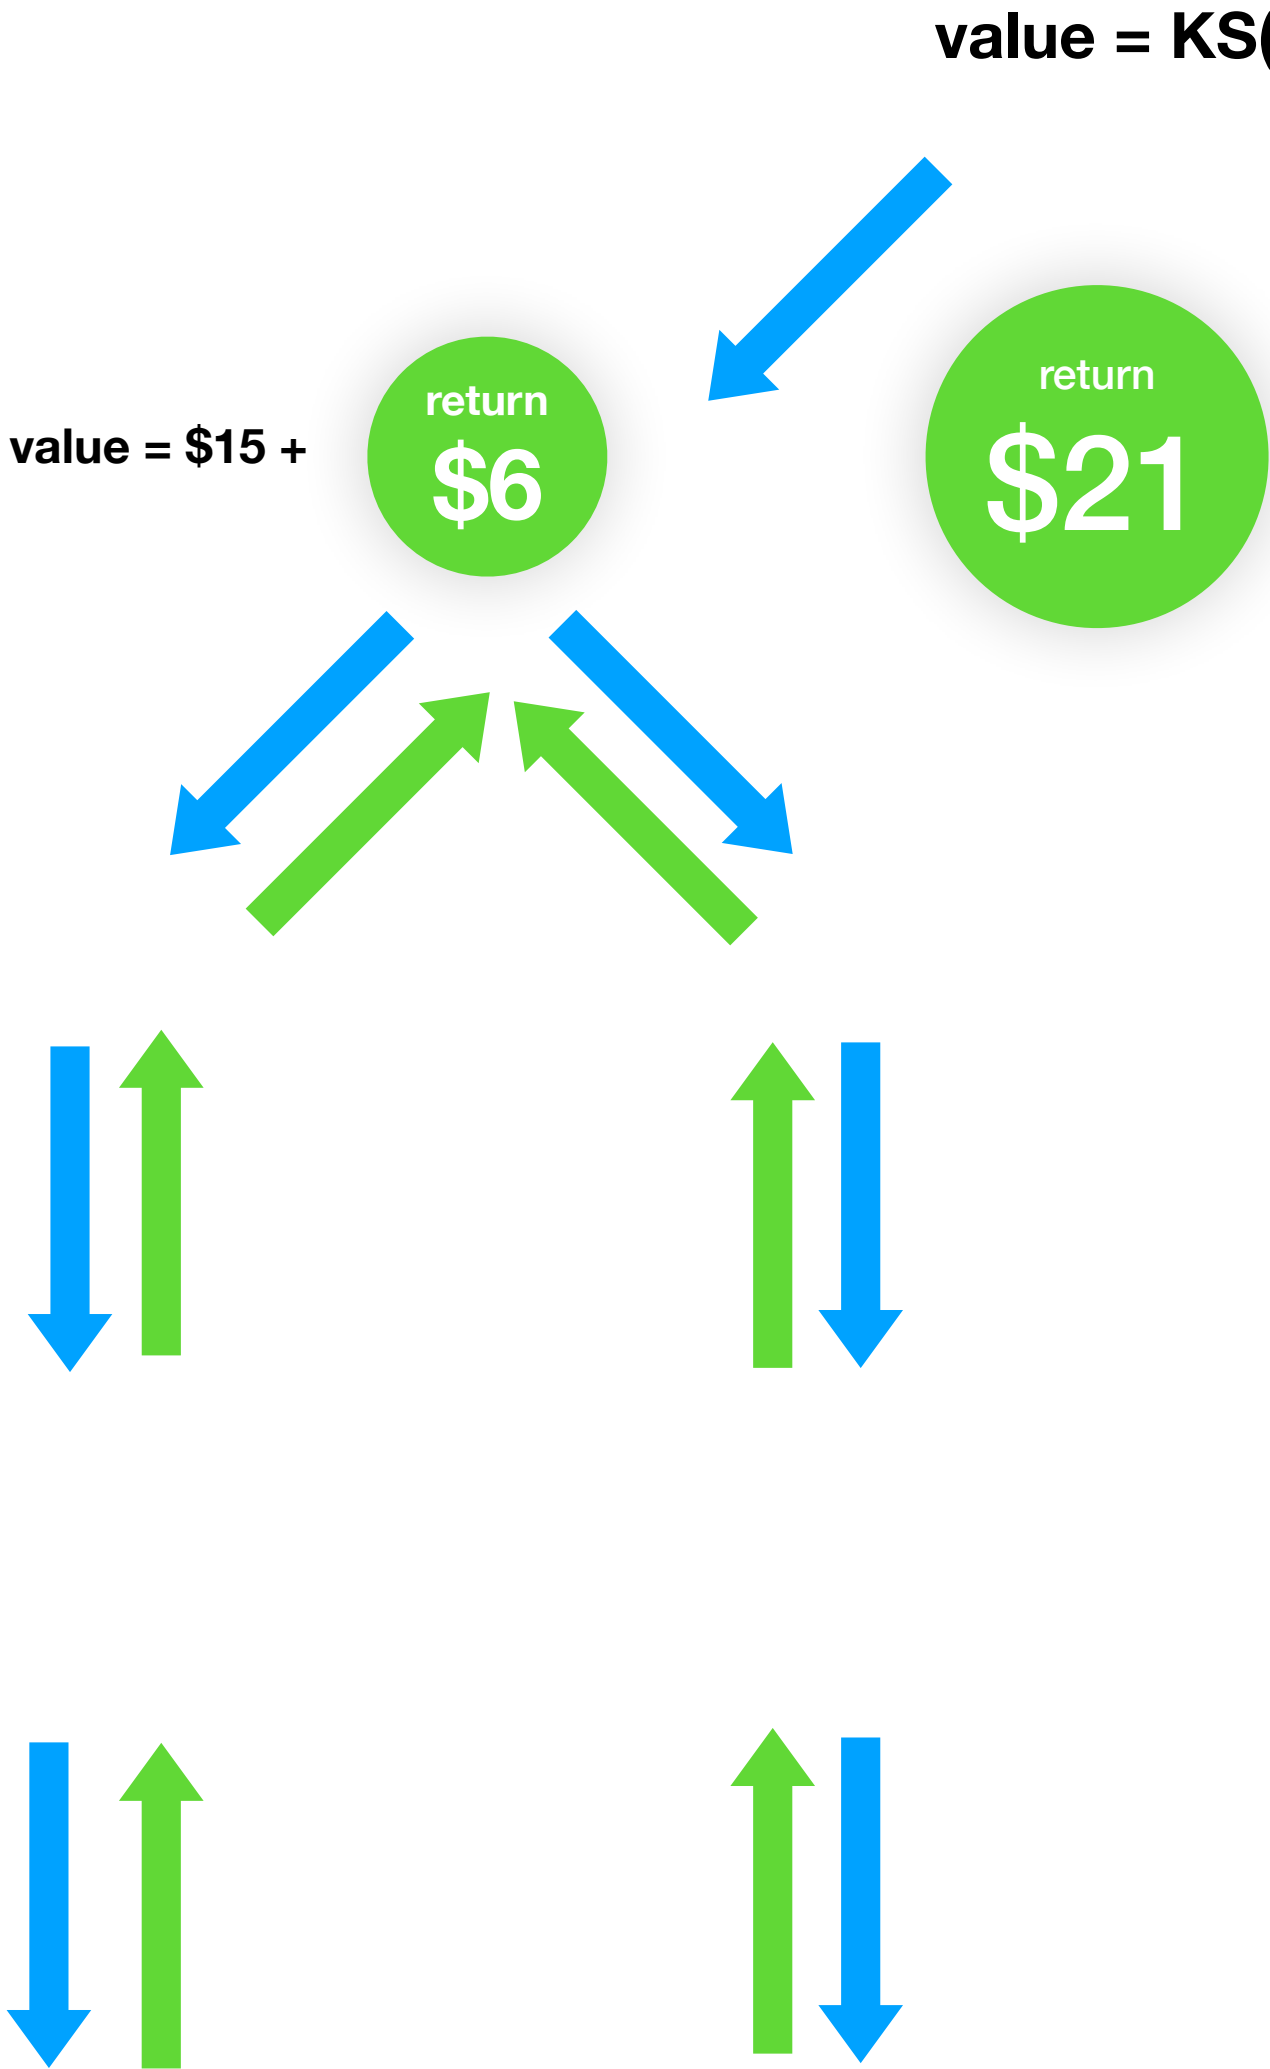 value = KS(
return
$21
value = $15 +
return
$6